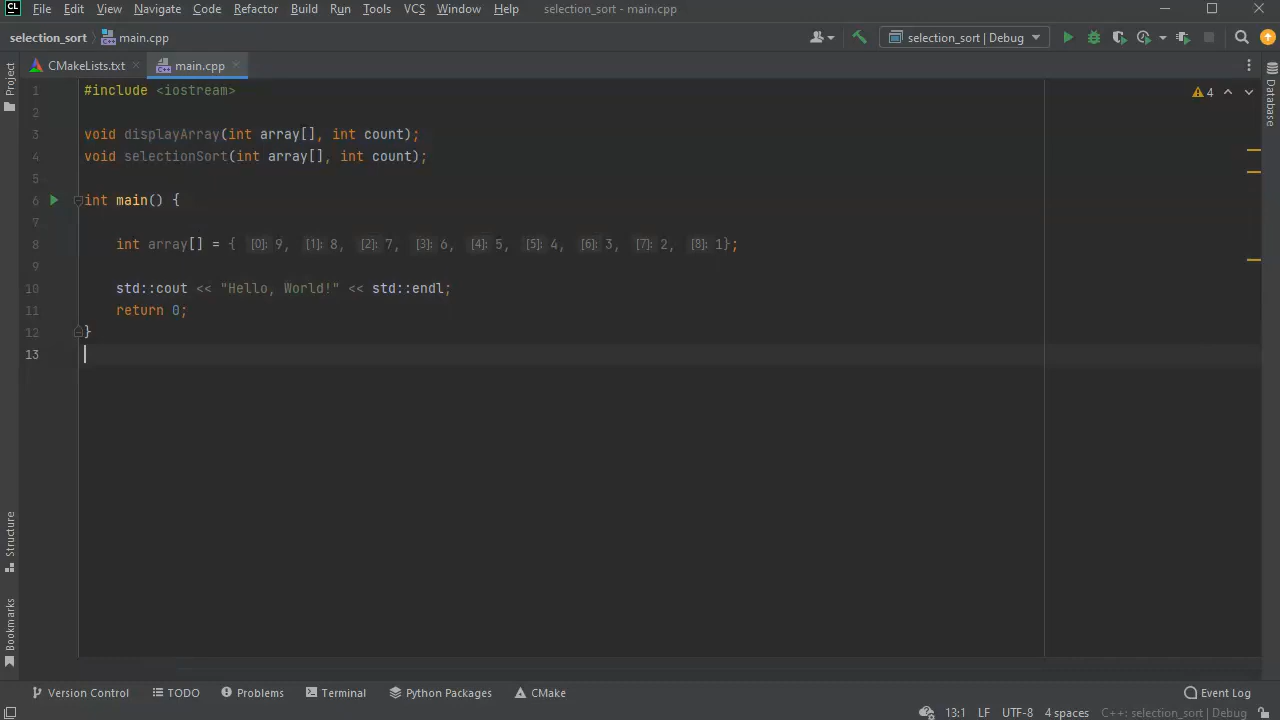 CL File Edit View Navigate Code Refactor Build Run Tools VCS Window Help selection_sort - main.cpp
selection_sort main.cpp selection_sort | Debug
CMakeLists.txt main.cpp
Project
Database
4
1 #include <iostream>
2
3 void displayArray(int array[], int count);
4 void selectionSort(int array[], int count);
5
6 int main() {
7
8 int array[] = { [0]: 9, [1]: 8, [2]: 7, [3]: 6, [4]: 5, [5]: 4, [6]: 3, [7]: 2, [8]: 1};
9
10 std::cout << "Hello, World!" << std::endl;
11 return 0;
12 }
13
Structure
Bookmarks
Version Control TODO Problems Terminal Python Packages CMake Event Log
13:1 LF UTF-8 4 spaces C++: selection_sort | Debug